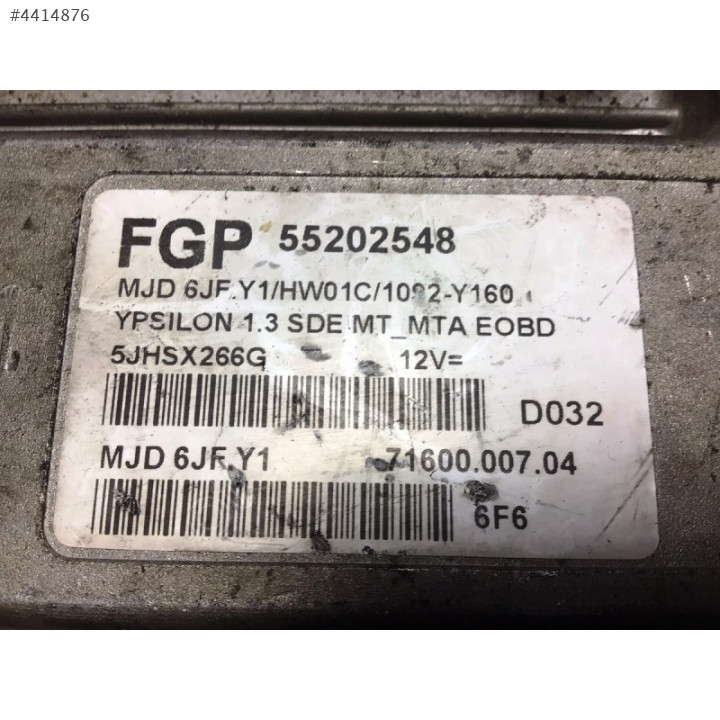 #4414876
FGP 55202548
MJD 6JF.Y1/HW01C/1092-Y160
YPSILON 1.3 SDE MT_MTA EOBD
5JHSX266G 12V=
D032
MJD 6JF.Y1 71600.007.04
6F6